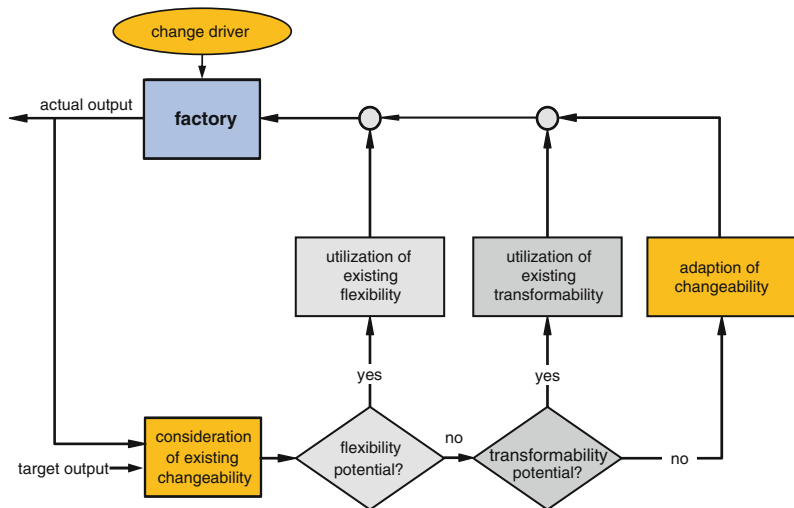 change driver
actual output
factory
utilization of
existing
flexibility
utilization of
existing
transformability
adaption of
changeability
yes
yes
consideration
of existing
changeability
target output
flexibility
potential?
no
transformability
potential?
no